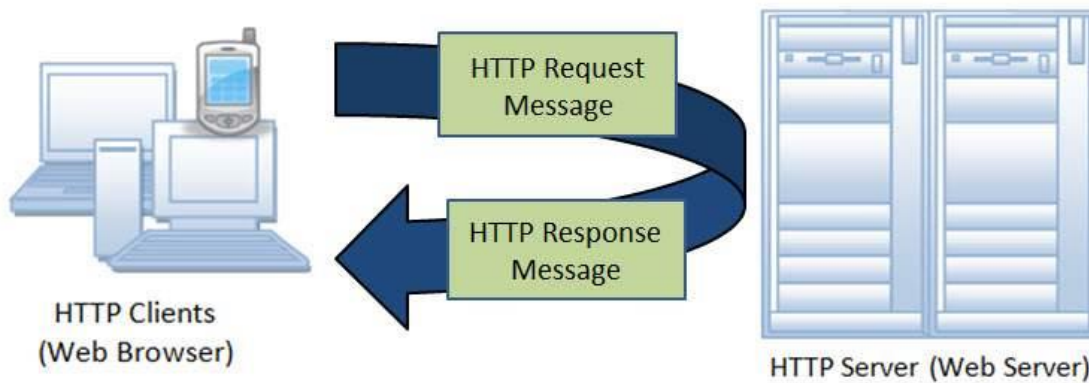 HTTP Request
Message
HTTP Response
Message
HTTP Clients
(Web Browser)
HTTP Server (Web Server)